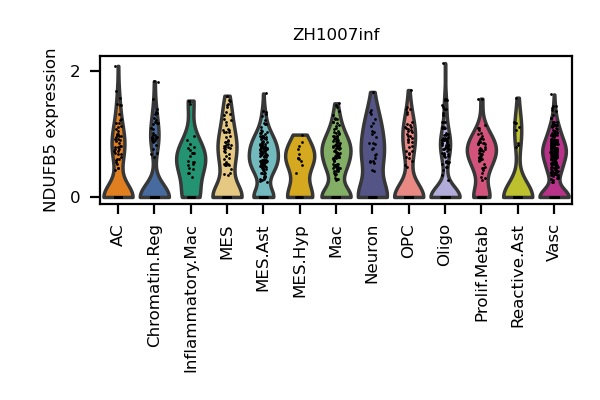 ZH1007inf
NDUFB5 expression
2
0
AC
Chromatin.Reg
Inflammatory.Mac
MES
MES.Ast
MES.Hyp
Mac
Neuron
OPC
Oligo
Prolif.Metab
Reactive.Ast
Vasc